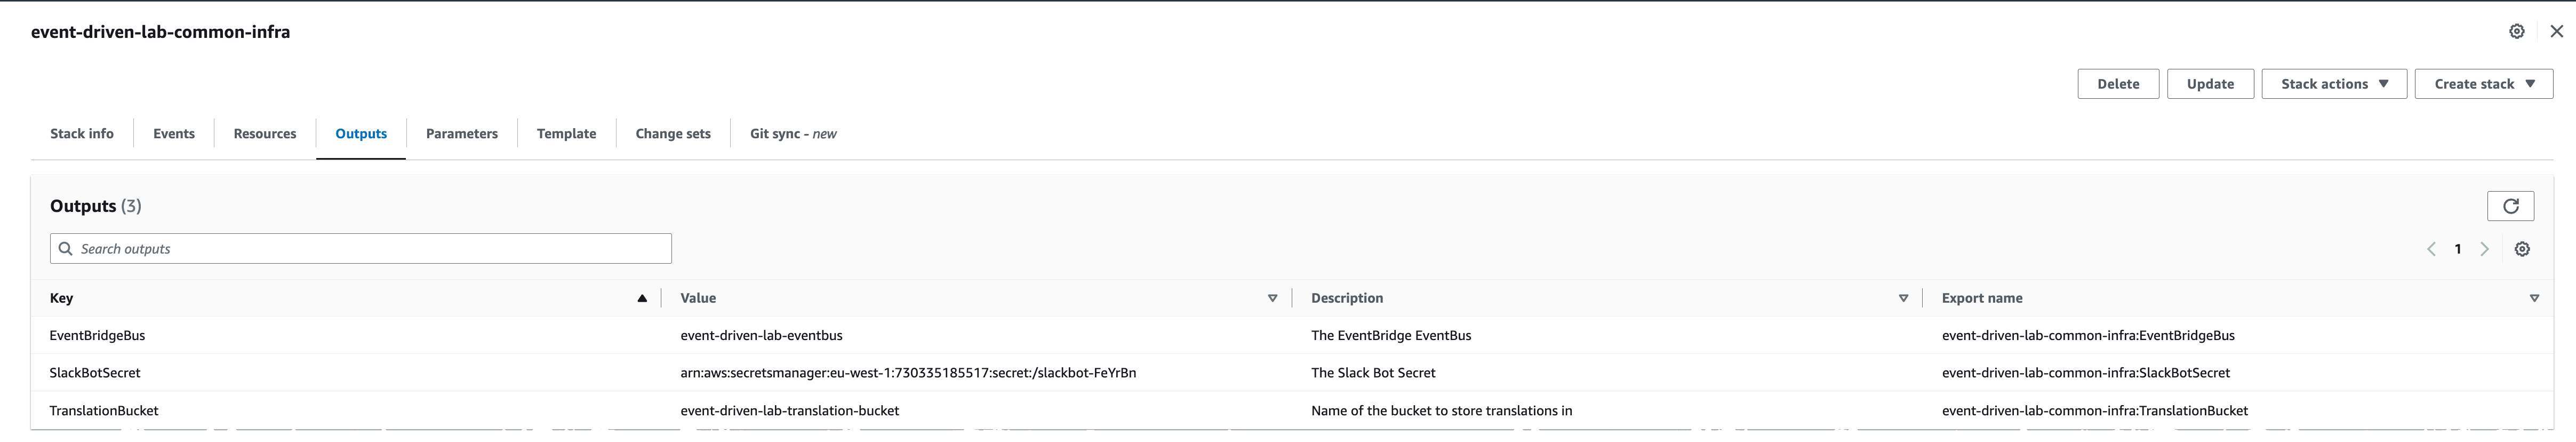 event-driven-lab-common-infra
Delete Update Stack actions Create stack
Stack info Events Resources Outputs Parameters Template Change sets Git sync - new
Outputs (3)
Search outputs
1
Key Value Description Export name
EventBridgeBus event-driven-lab-eventbus The EventBridge EventBus event-driven-lab-common-infra:EventBridgeBus
SlackBotSecret arn:aws:secretsmanager:eu-west-1:730335185517:secret:/slackbot-FeYrBn The Slack Bot Secret event-driven-lab-common-infra:SlackBotSecret
TranslationBucket event-driven-lab-translation-bucket Name of the bucket to store translations in event-driven-lab-common-infra:TranslationBucket